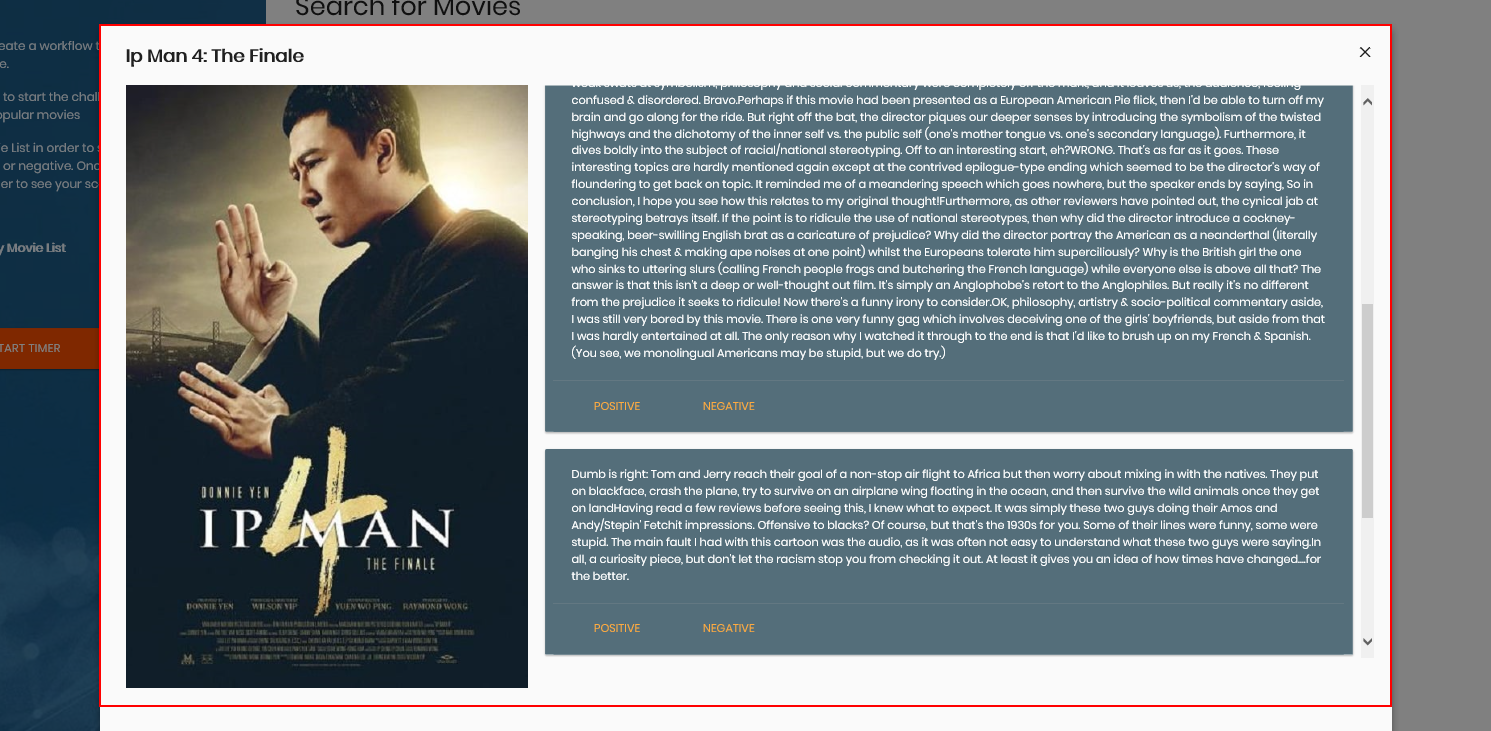 Search for Movies
eate a workflow t
e.
to start the chall
opular movies
e List in order to s
or negative. Onc
er to see your sc
y Movie List
TART TIMER
Ip Man 4: The Finale
confused & disordered. Bravo.Perhaps if this movie had been presented as a European American Pie flick, then I'd be able to turn off my
brain and go along for the ride. But right off the bat, the director piques our deeper senses by introducing the symbolism of the twisted
highways and the dichotomy of the inner self vs. the public self (one's mother tongue vs. one's secondary language). Furthermore, it
dives boldly into the subject of racial/national stereotyping. Off to an interesting start, eh?WRONG. That's as far as it goes. These
interesting topics are hardly mentioned again except at the contrived epilogue-type ending which seemed to be the director's way of
floundering to get back on topic. It reminded me of a meandering speech which goes nowhere, but the speaker ends by saying, So in
conclusion, I hope you see how this relates to my original thought!Furthermore, as other reviewers have pointed out, the cynical jab at
stereotyping betrays itself. If the point is to ridicule the use of national stereotypes, then why did the director introduce a cockney-
speaking, beer-swilling English brat as a caricature of prejudice? Why did the director portray the American as a neanderthal (literally
banging his chest & making ape noises at one point) whilst the Europeans tolerate him superciliously? Why is the British girl the one
who sinks to uttering slurs (calling French people frogs and butchering the French language) while everyone else is above all that? The
answer is that this isn't a deep or well-thought out film. It's simply an Anglophobe's retort to the Anglophiles. But really it's no different
from the prejudice it seeks to ridicule! Now there's a funny irony to consider.OK, philosophy, artistry & socio-political commentary aside,
I was still very bored by this movie. There is one very funny gag which involves deceiving one of the girls' boyfriends, but aside from that
I was hardly entertained at all. The only reason why I watched it through to the end is that I'd like to brush up on my French & Spanish.
(You see, we monolingual Americans may be stupid, but we do try.)
POSITIVE NEGATIVE
Dumb is right: Tom and Jerry reach their goal of a non-stop air flight to Africa but then worry about mixing in with the natives. They put
on blackface, crash the plane, try to survive on an airplane wing floating in the ocean, and then survive the wild animals once they get
on landHaving read a few reviews before seeing this, I knew what to expect. It was simply these two guys doing their Amos and
Andy/Stepin' Fetchit impressions. Offensive to blacks? Of course, but that's the 1930s for you. Some of their lines were funny, some were
stupid. The main fault I had with this cartoon was the audio, as it was often not easy to understand what these two guys were saying.In
all, a curiosity piece, but don't let the racism stop you from checking it out. At least it gives you an idea of how times have changed....for
the better.
POSITIVE NEGATIVE
DONNIE YEN
IP MAN
4
THE FINALE
DONNIE YEN WILSON YIP YUEN WO PING RAYMOND WONG